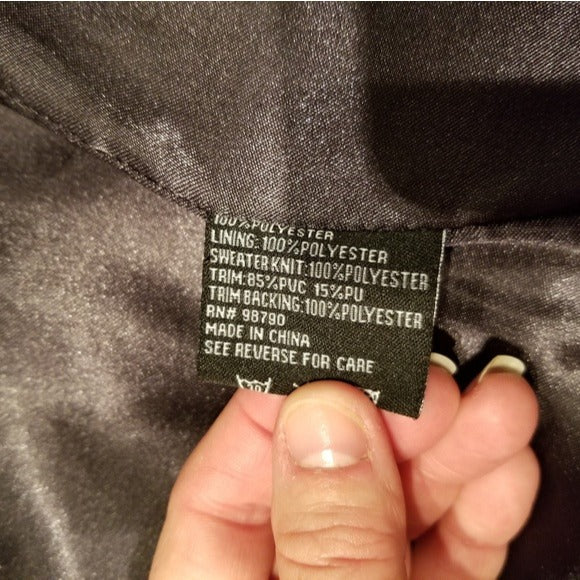 100%POLYESTER
LINING:100%POLYESTER
SWEATER KNIT:100%POLYESTER
TRIM:85%PVC 15%PU
TRIM BACKING:100%POLYESTER
RN# 98790
MADE IN CHINA
SEE REVERSE FOR CARE